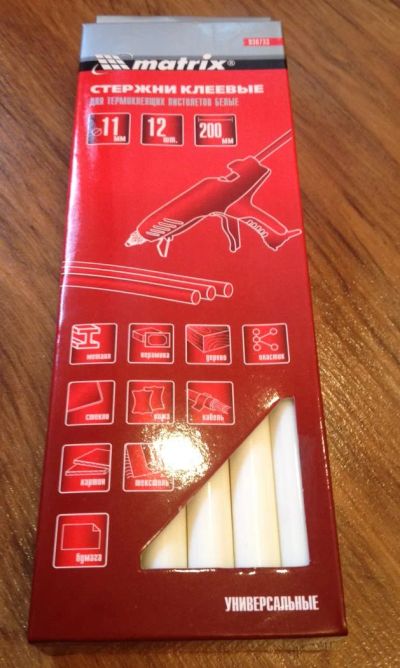 930733
matrix®
СТЕРЖНИ КЛЕЕВЫЕ
ДЛЯ ТЕРМОКЛЕЯЩИХ ПИСТОЛЕТОВ БЕЛЫЕ
⌀11 мм 12 шт. 200 мм
металл керамика дерево пластик
стекло кожа кабель
картон текстиль
бумага
УНИВЕРСАЛЬНЫЕ